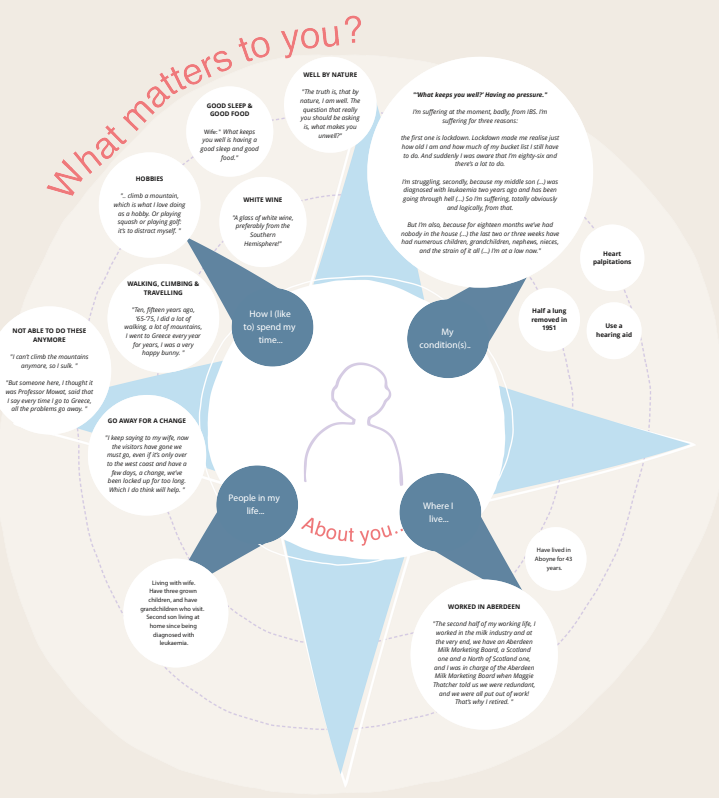 What matters to you?
WELL BY NATURE
"The truth is, that by
nature, I am well. The
question that really
you should be asking
is, what makes you
unwell?"
GOOD SLEEP &
GOOD FOOD
Wife: " What keeps
you well is having a
good sleep and good
food."
HOBBIES
".. climb a mountain,
which is what I love doing
as a hobby. Or playing
squash or playing golf:
it's to distract myself. "
WHITE WINE
"A glass of white wine,
preferably from the
Southern
Hemisphere!"
WALKING, CLIMBING &
TRAVELLING
"Ten, fifteen years ago,
'65-'75, I did a lot of
walking, a lot of mountains,
I went to Greece every year
for years, I was a very
happy bunny. "
NOT ABLE TO DO THESE
ANYMORE
"I can't climb the mountains
anymore, so I sulk. "
"But someone here, I thought it
was Professor Mowat, said that
I say every time I go to Greece,
all the problems go away. "
GO AWAY FOR A CHANGE
"I keep saying to my wife, now
the visitors have gone we
must go, even if it's only over
to the west coast and have a
few days, a change, we've
been locked up for too long.
Which I do think will help. "
How I (like
to) spend my
time...
"'What keeps you well?' Having no pressure."
I'm suffering at the moment, badly, from IBS. I'm
suffering for three reasons:
the first one is lockdown. Lockdown made me realise just
how old I am and how much of my bucket list I still have
to do. And suddenly I was aware that I'm eighty-six and
there's a lot to do.
I'm struggling, secondly, because my middle son (...) was
diagnosed with leukaemia two years ago and has been
going through hell (...) So I'm suffering, totally obviously
and logically, from that.
But I'm also, because for eighteen months we've had
nobody in the house (...) the last two or three weeks have
had numerous children, grandchildren, nephews, nieces,
and the strain of it all (...) I'm at a low now."
Heart
palpitations
Half a lung
removed in
1951
Use a
hearing aid
My
condition(s)..
People in my
life...
Living with wife.
Have three grown
children, and have
grandchildren who visit.
Second son living at
home since being
diagnosed with
leukaemia.
About you...
Where I
live...
Have lived in
Aboyne for 43
years.
WORKED IN ABERDEEN
"The second half of my working life, I
worked in the milk industry and at
the very end, we have an Aberdeen
Milk Marketing Board, a Scotland
one and a North of Scotland one,
and I was in charge of the Aberdeen
Milk Marketing Board when Maggie
Thatcher told us we were redundant,
and we were all put out of work!
That's why I retired. "